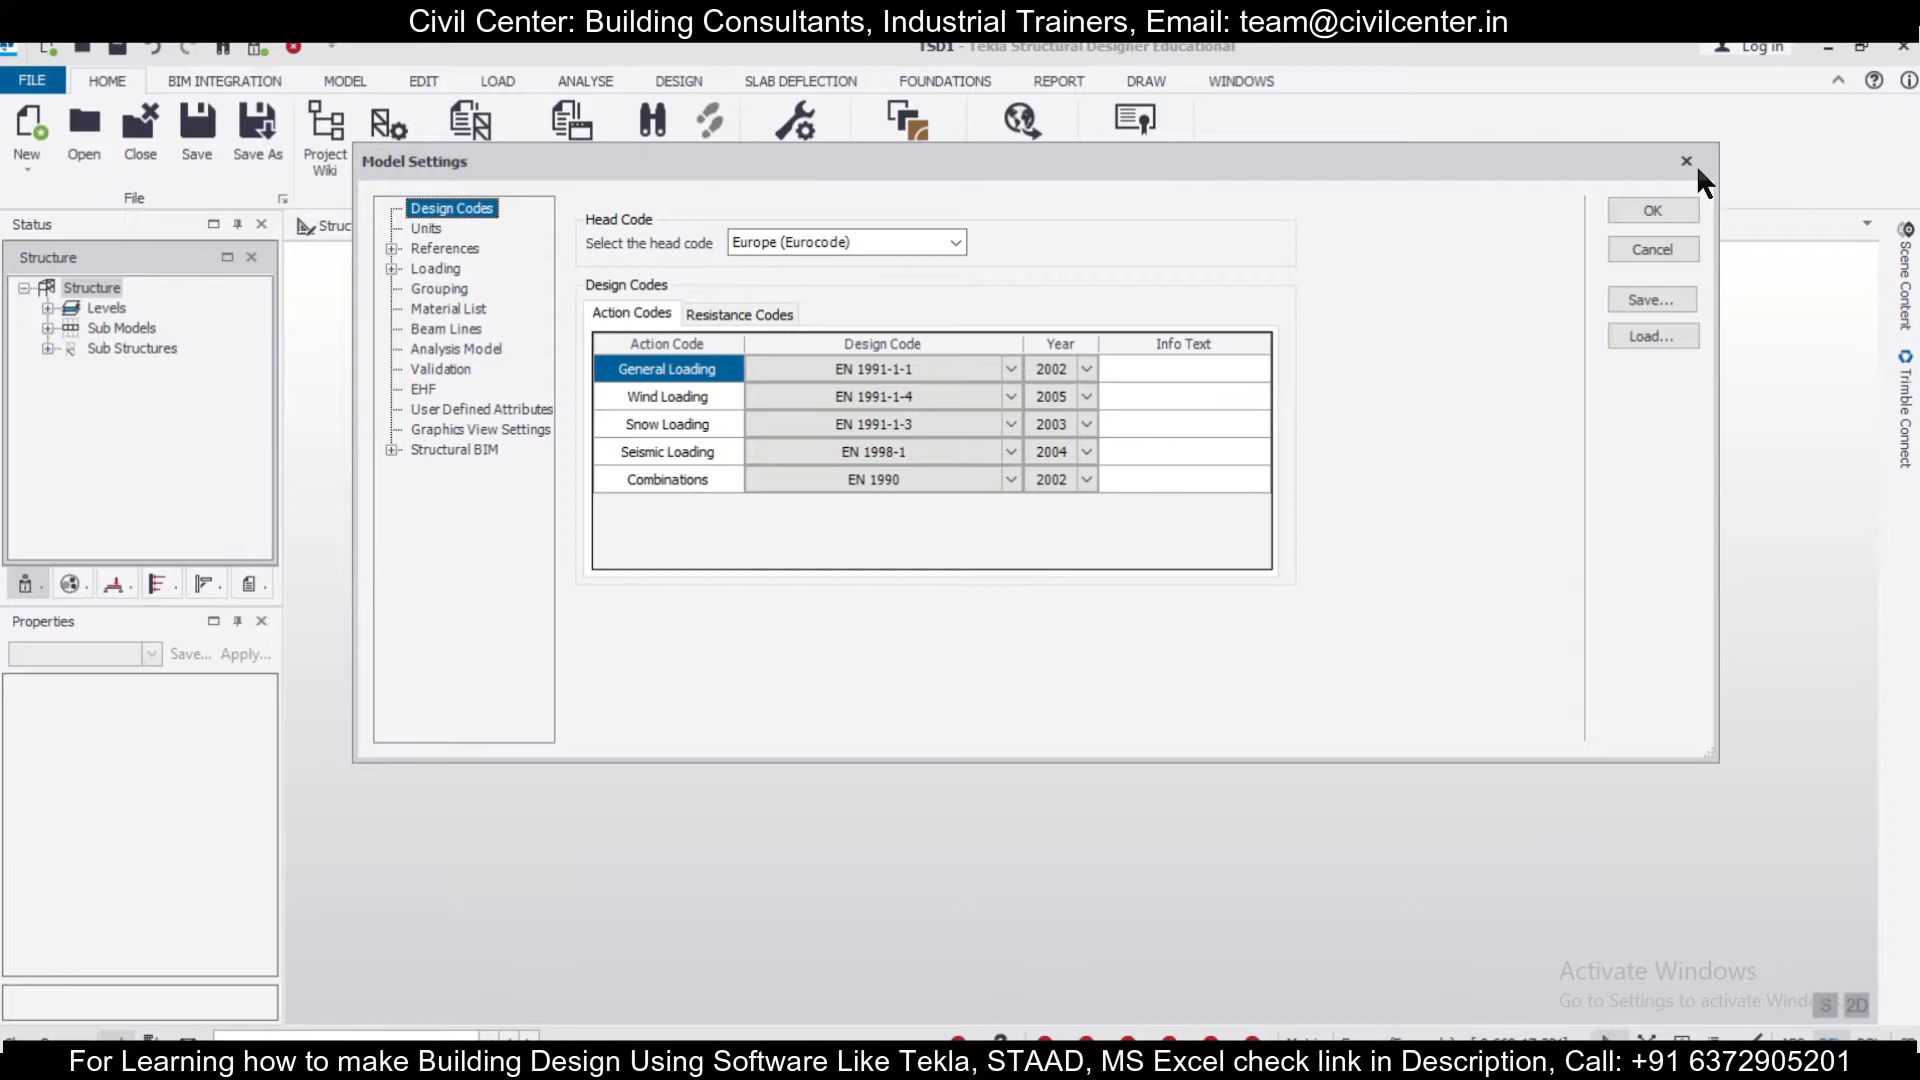 Civil Center: Building Consultants, Industrial Trainers, Email: team@civilcenter.in
TSD1 - Tekla Structural Designer Educational
Log in
FILE HOME BIM INTEGRATION MODEL EDIT LOAD ANALYSE DESIGN SLAB DEFLECTION FOUNDATIONS REPORT DRAW WINDOWS
New Open Close Save Save As Project Wiki
File
Model Settings
Status
Struc
Structure
Structure
Levels
Sub Models
Sub Structures
Properties
Save... Apply...
Design Codes
Units
References
Loading
Grouping
Material List
Beam Lines
Analysis Model
Validation
EHF
User Defined Attributes
Graphics View Settings
Structural BIM
Head Code
Select the head code Europe (Eurocode)
Design Codes
Action Codes Resistance Codes
Action Code Design Code Year Info Text
General Loading EN 1991-1-1 2002
Wind Loading EN 1991-1-4 2005
Snow Loading EN 1991-1-3 2003
Seismic Loading EN 1998-1 2004
Combinations EN 1990 2002
OK
Cancel
Save...
Load...
Scene Content
Trimble Connect
Activate Windows
Go to Settings to activate
S 2D
For Learning how to make Building Design Using Software Like Tekla, STAAD, MS Excel check link in Description, Call: +91 6372905201